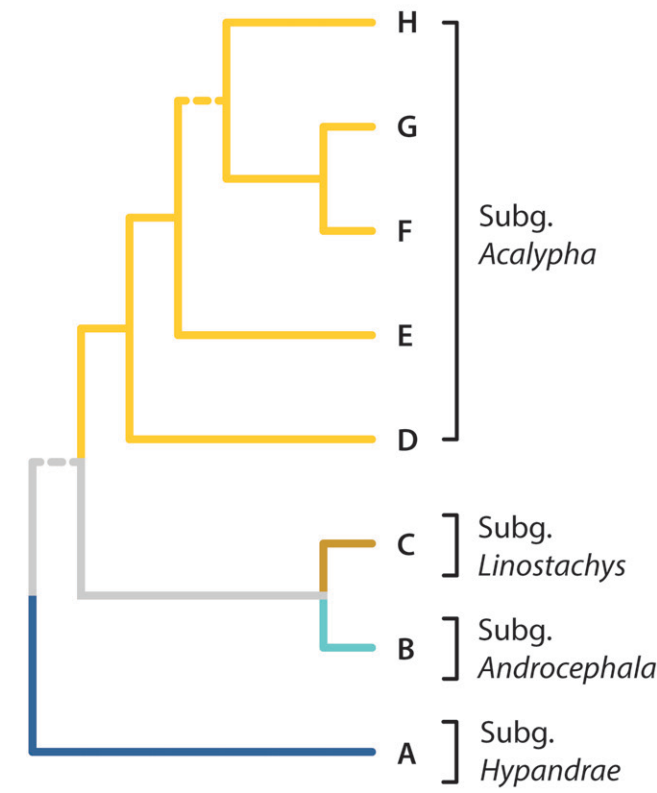 H
G
F
Subg.
Acalypha
E
D
C
Subg.
Linostachys
B
Subg.
Androcephala
A
Subg.
Hypandrae